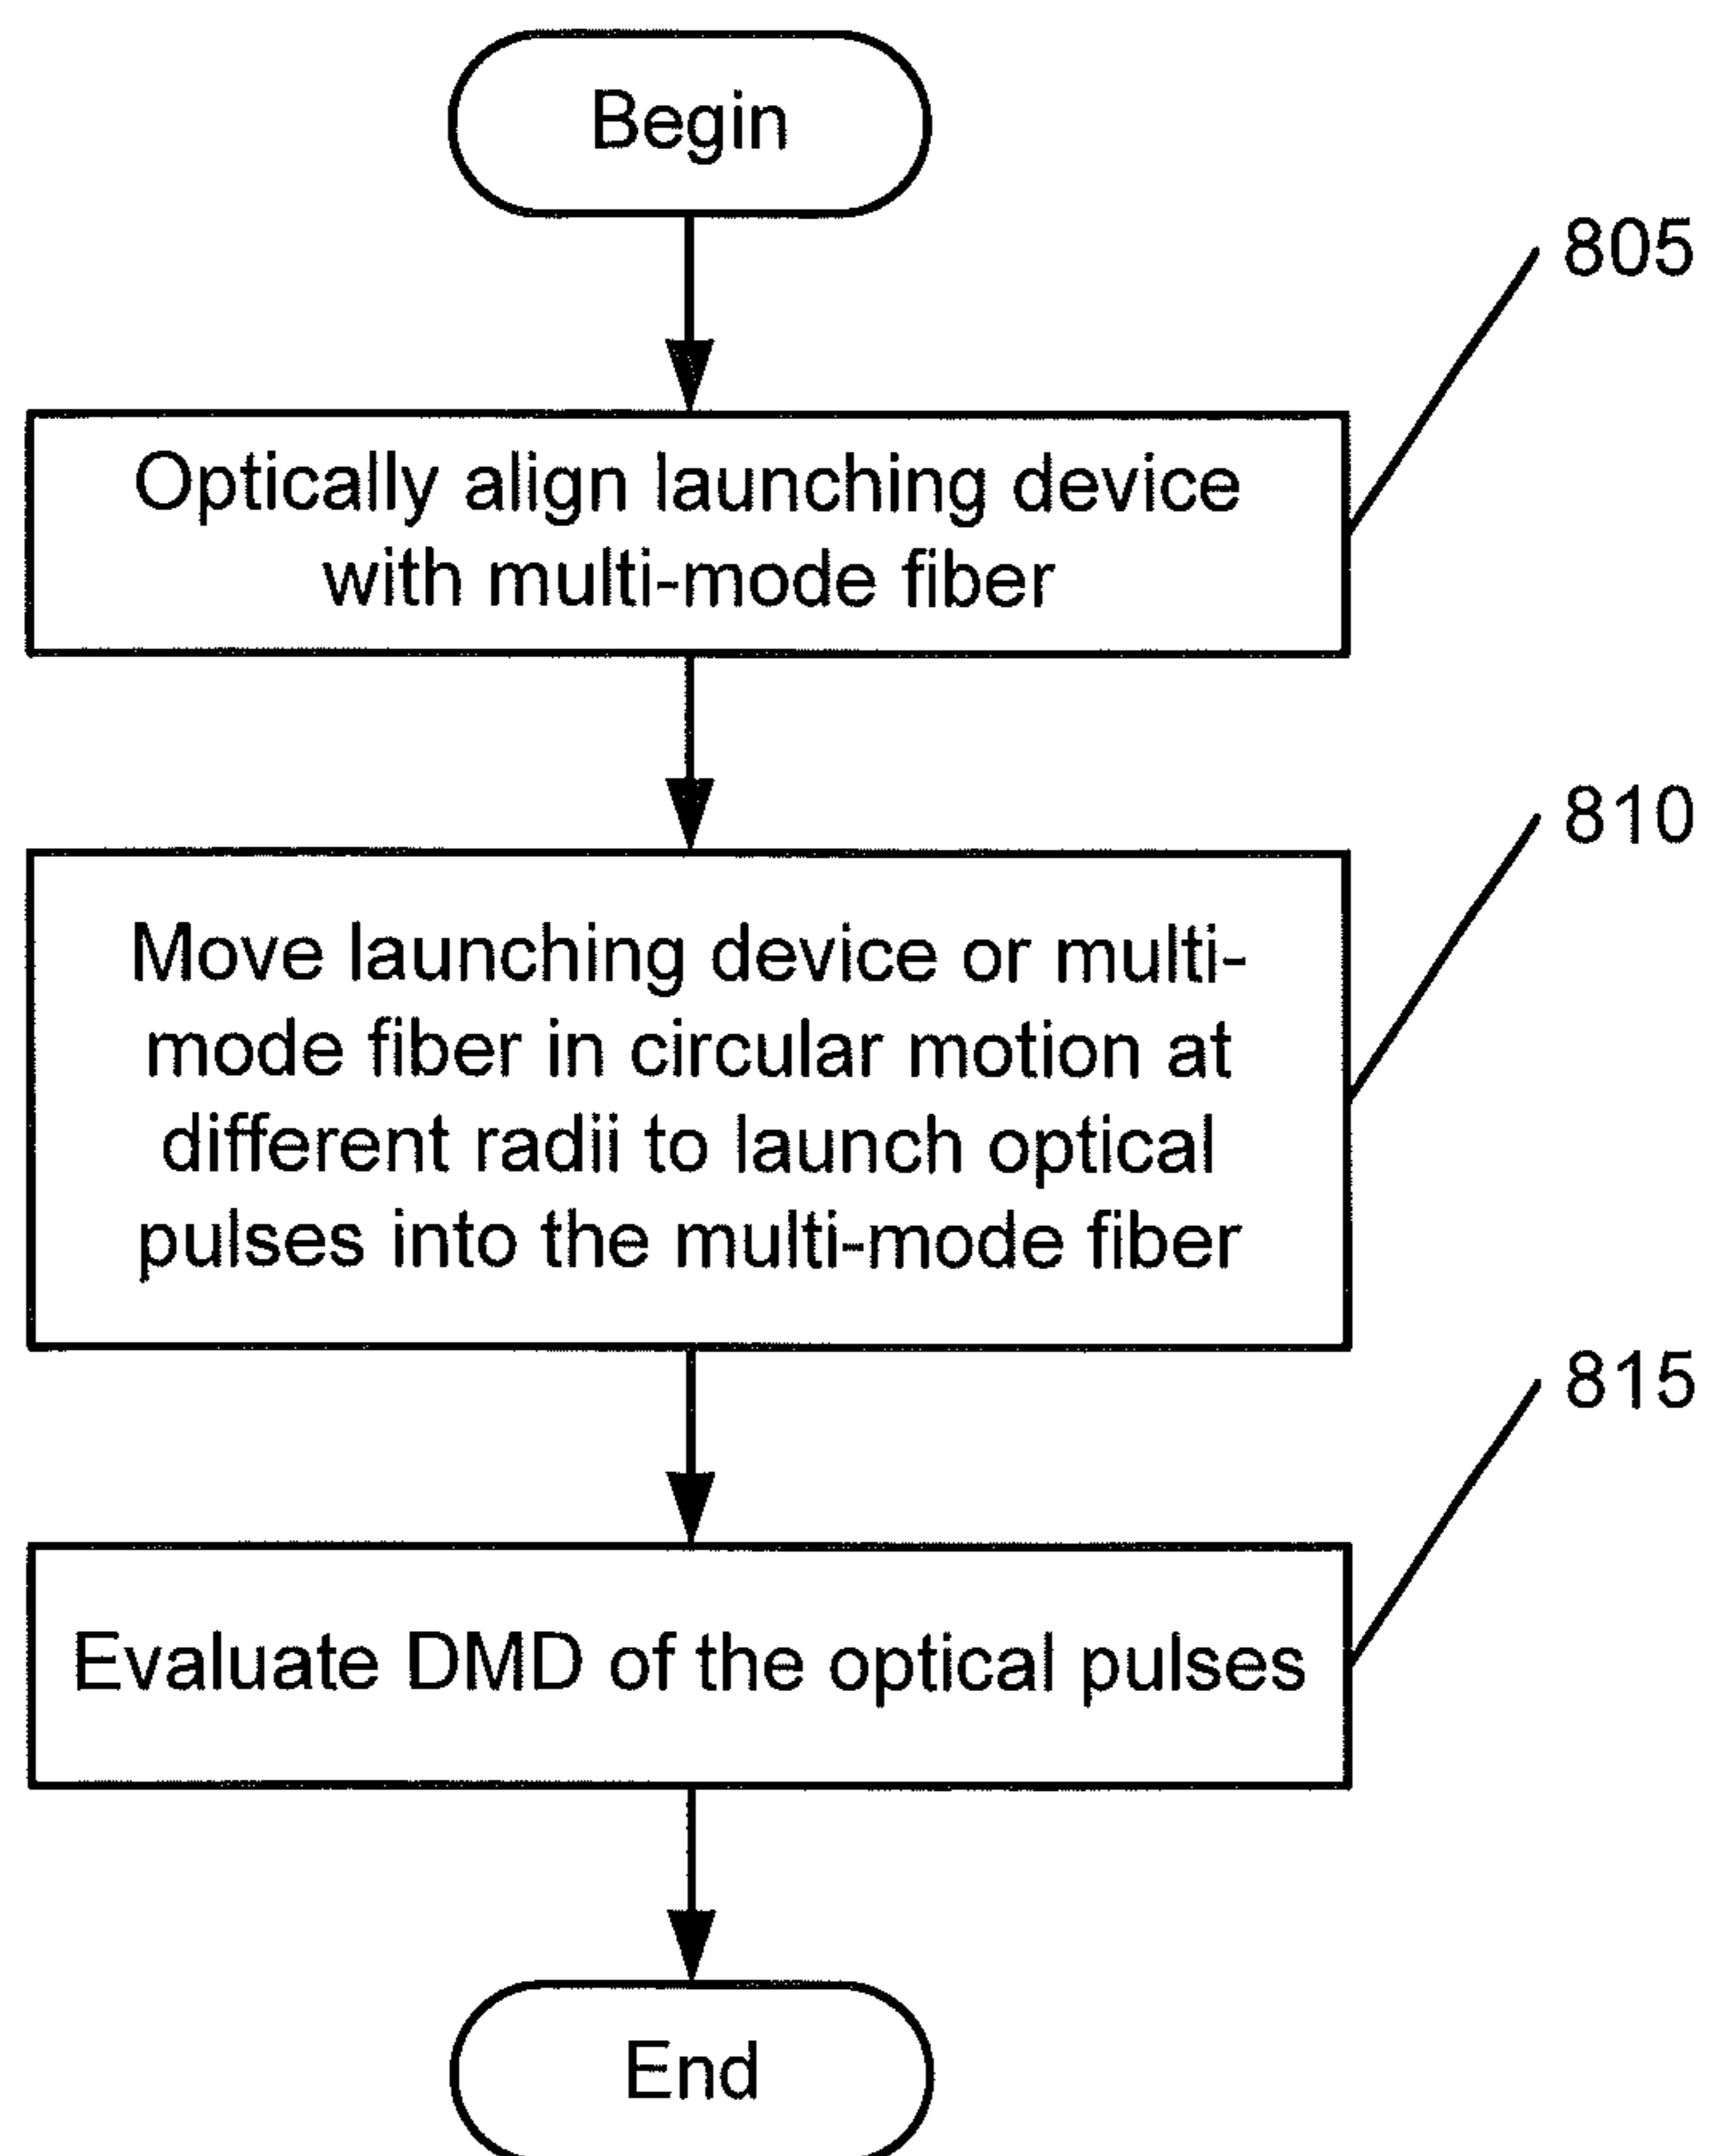 Begin
805
Optically align launching device
with multi-mode fiber
810
Move launching device or multi-
mode fiber in circular motion at
different radii to launch optical
pulses into the multi-mode fiber
815
Evaluate DMD of the optical pulses
End